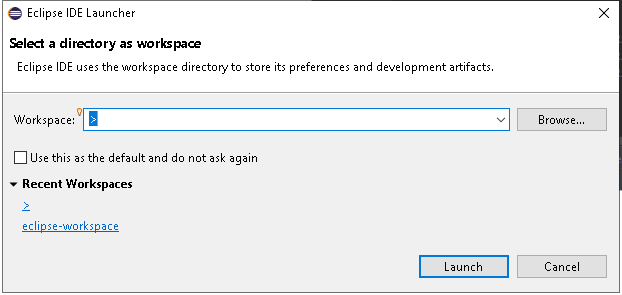 Eclipse IDE Launcher
Select a directory as workspace
Eclipse IDE uses the workspace directory to store its preferences and development artifacts.
Workspace: > Browse...
Use this as the default and do not ask again
Recent Workspaces
>
eclipse-workspace
Launch Cancel